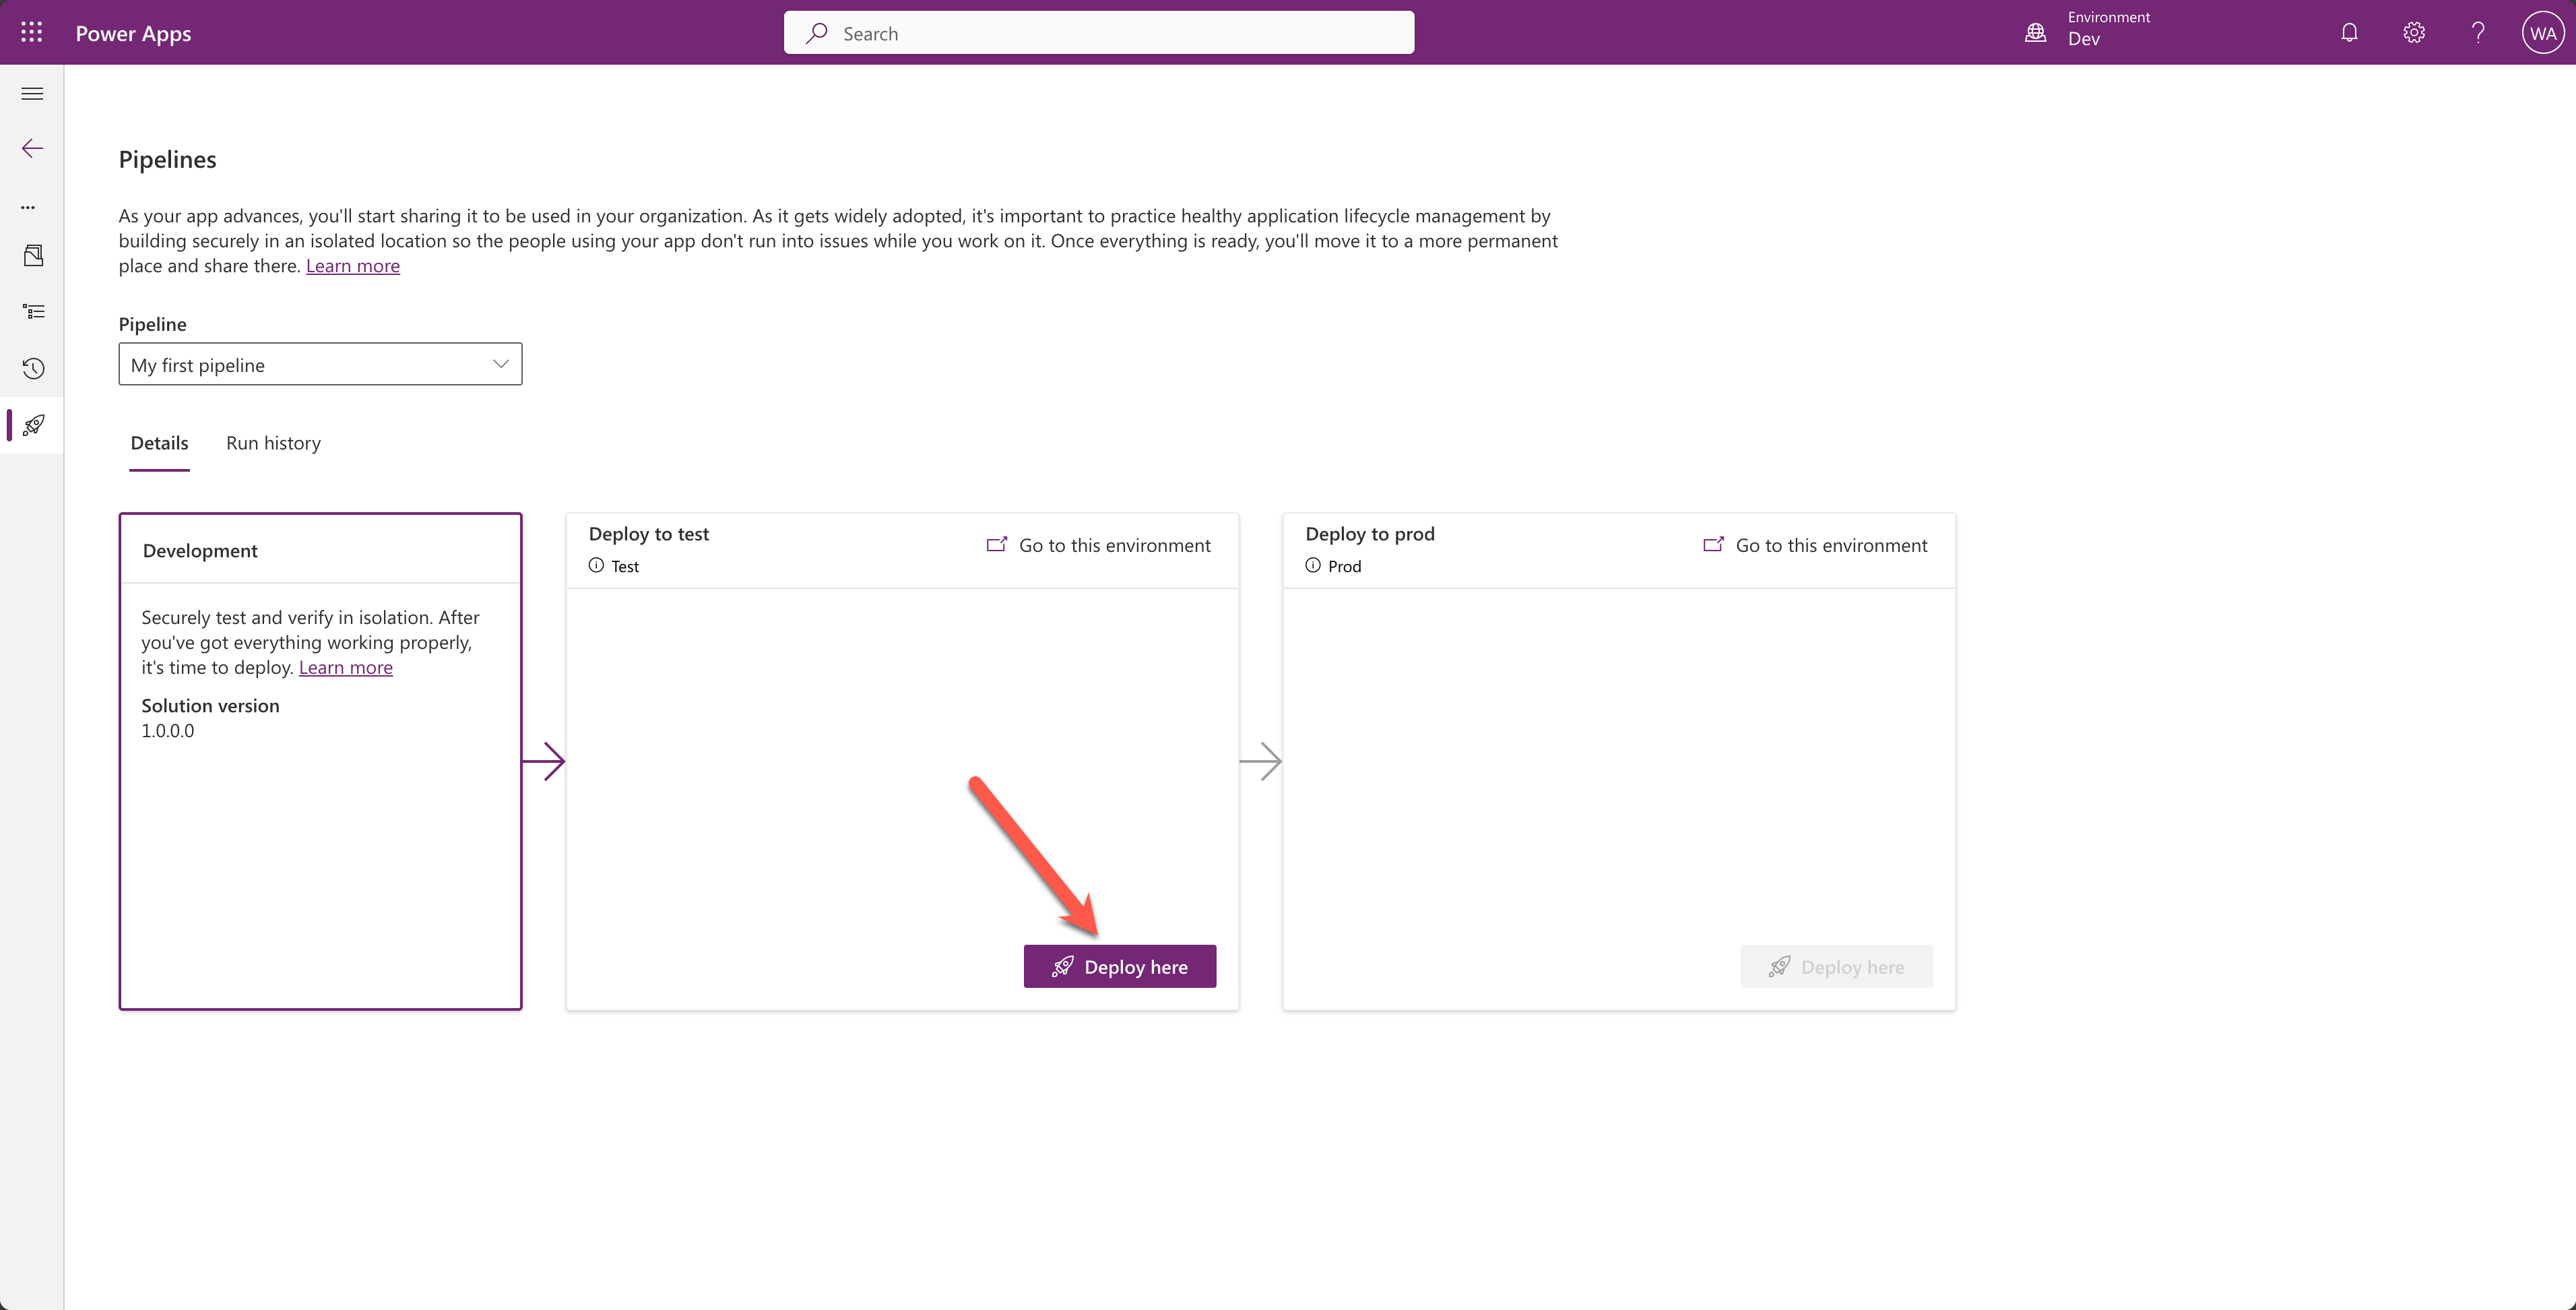 Power Apps
Search
Environment
Dev
WA
Pipelines
As your app advances, you'll start sharing it to be used in your organization. As it gets widely adopted, it's important to practice healthy application lifecycle management by
building securely in an isolated location so the people using your app don't run into issues while you work on it. Once everything is ready, you'll move it to a more permanent
place and share there. Learn more
Pipeline
My first pipeline
Details
Run history
Development
Securely test and verify in isolation. After
you've got everything working properly,
it's time to deploy. Learn more
Solution version
1.0.0.0
Deploy to test
Test
Go to this environment
Deploy here
Deploy to prod
Prod
Go to this environment
Deploy here